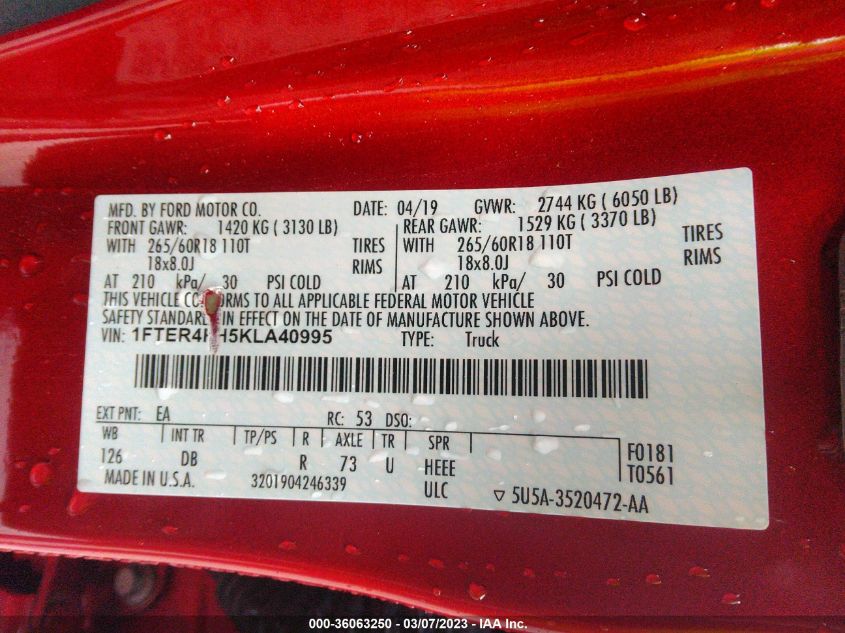 MFD. BY FORD MOTOR CO. DATE: 04/19 GVWR: 2744 KG ( 6050 LB)
FRONT GAWR: 1420 KG ( 3130 LB) REAR GAWR: 1529 KG ( 3370 LB)
WITH 265/60R18 110T TIRES WITH 265/60R18 110T TIRES
18x8.0J RIMS 18x8.0J RIMS
AT 210 kPa/ 30 PSI COLD AT 210 kPa/ 30 PSI COLD
THIS VEHICLE TO ALL APPLICABLE FEDERAL MOTOR VEHICLE
SAFETY IN EFFECT ON THE DATE OF MANUFACTURE SHOWN ABOVE.
VIN: TYPE: Truck
EXT PNT: EA RC: 53 DSO:
WB INT TR TP/PS R AXLE TR SPR F0181
126 DB R 73 U HEEE T0561
MADE IN U.S.A. 3201904246339 ULC ▽ 5U5A-3520472-AA
000-36063250 - 03/07/2023 - IAA Inc.